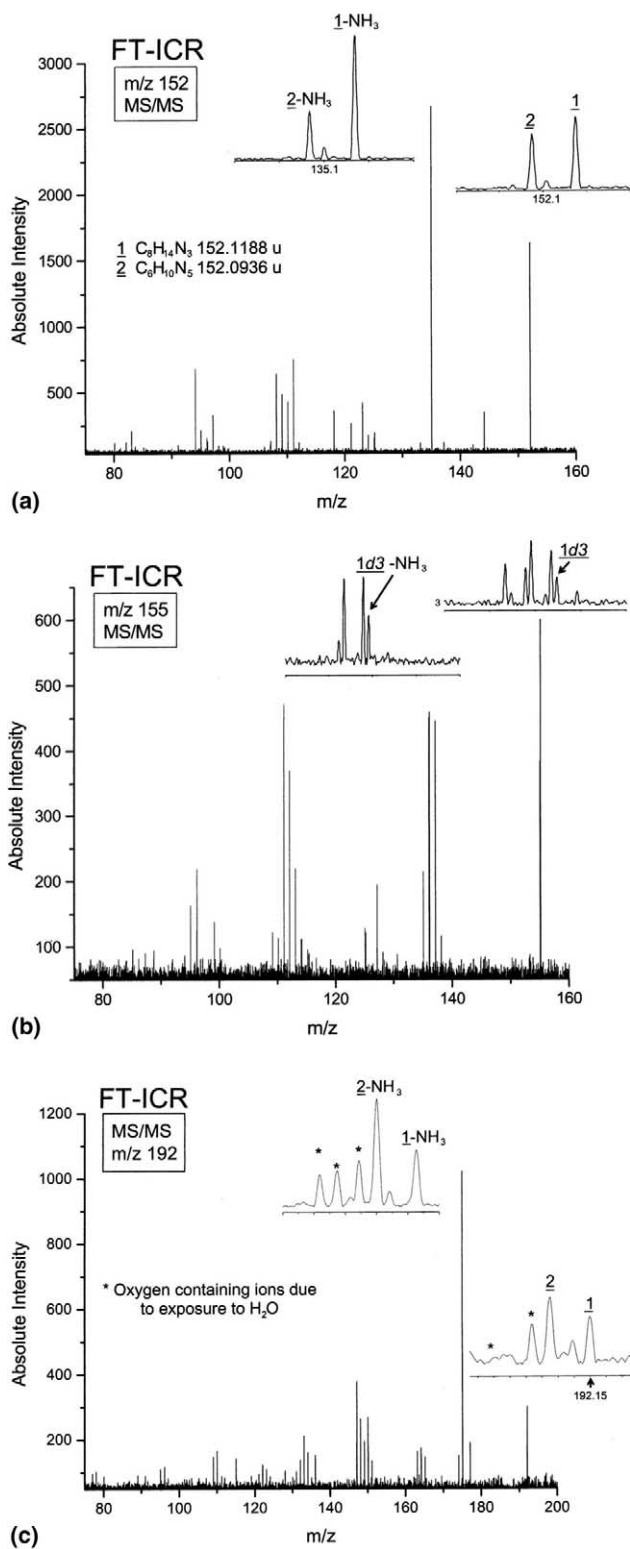 FT-ICR
m/z 152
MS/MS
1-NH₃
2-NH₃
135.1
2
1
152.1
1 C₈H₁₄N₃ 152.1188 u
2 C₆H₁₀N₅ 152.0936 u
Absolute Intensity
3000
2500
2000
1500
1000
500
80 100 120 140 160
m/z
(a)
FT-ICR
m/z 155
MS/MS
1d3 -NH₃
1d3
3
Absolute Intensity
600
500
400
300
200
100
80 100 120 140 160
m/z
(b)
FT-ICR
MS/MS
m/z 192
2-NH₃
1-NH₃
* * *
* Oxygen containing ions due
to exposure to H₂O
2
1
* *
192.15
Absolute Intensity
1200
1000
800
600
400
200
80 100 120 140 160 180 200
m/z
(c)